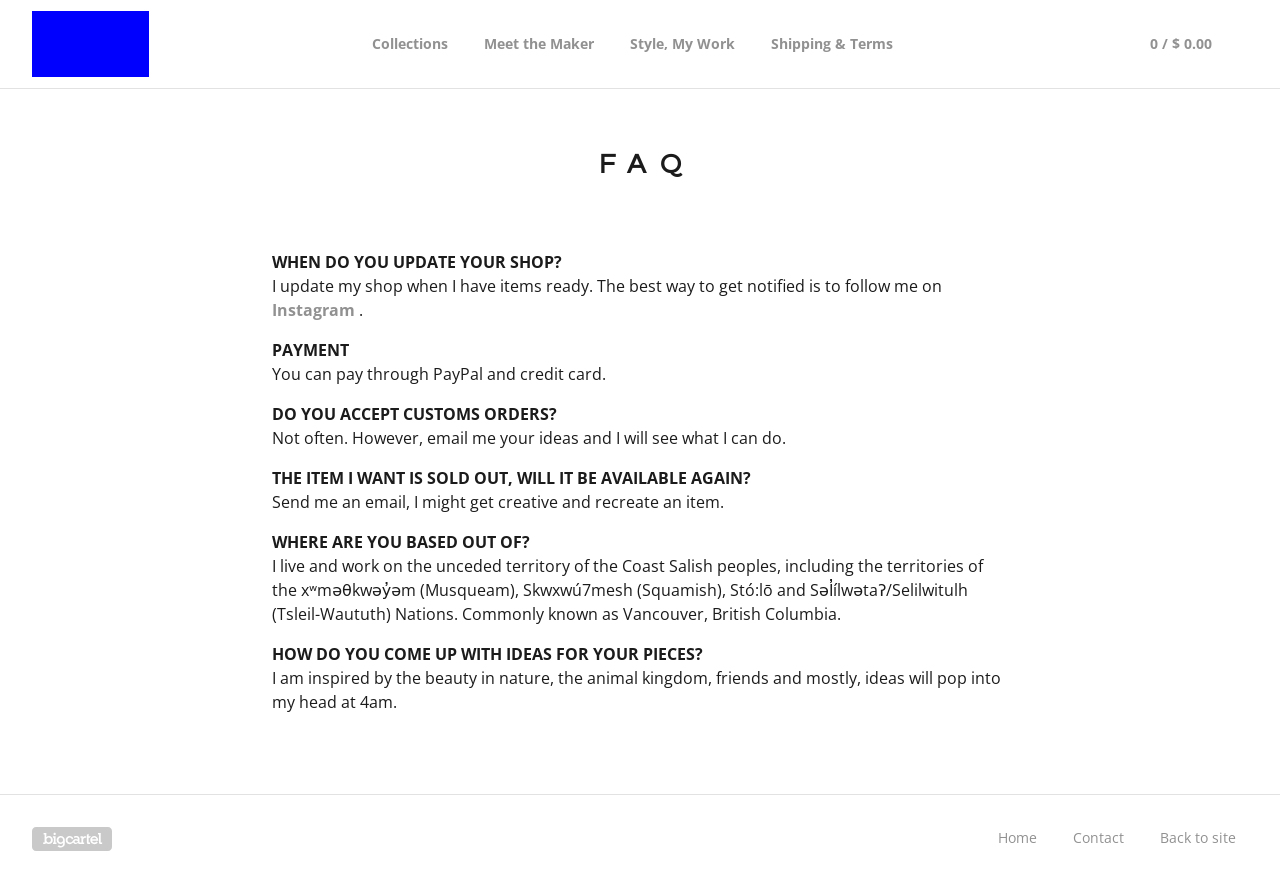 Collections Meet the Maker Style, My Work Shipping & Terms 0 / $ 0.00
FAQ
WHEN DO YOU UPDATE YOUR SHOP?
I update my shop when I have items ready. The best way to get notified is to follow me on
Instagram .
PAYMENT
You can pay through PayPal and credit card.
DO YOU ACCEPT CUSTOMS ORDERS?
Not often. However, email me your ideas and I will see what I can do.
THE ITEM I WANT IS SOLD OUT, WILL IT BE AVAILABLE AGAIN?
Send me an email, I might get creative and recreate an item.
WHERE ARE YOU BASED OUT OF?
I live and work on the unceded territory of the Coast Salish peoples, including the territories of
the xʷməθkwəy̓əm (Musqueam), Skwxwú7mesh (Squamish), Stó:lō and Səl̓ílwətaʔ/Selilwitulh
(Tsleil-Waututh) Nations. Commonly known as Vancouver, British Columbia.
HOW DO YOU COME UP WITH IDEAS FOR YOUR PIECES?
I am inspired by the beauty in nature, the animal kingdom, friends and mostly, ideas will pop into
my head at 4am.
bigcartel Home Contact Back to site